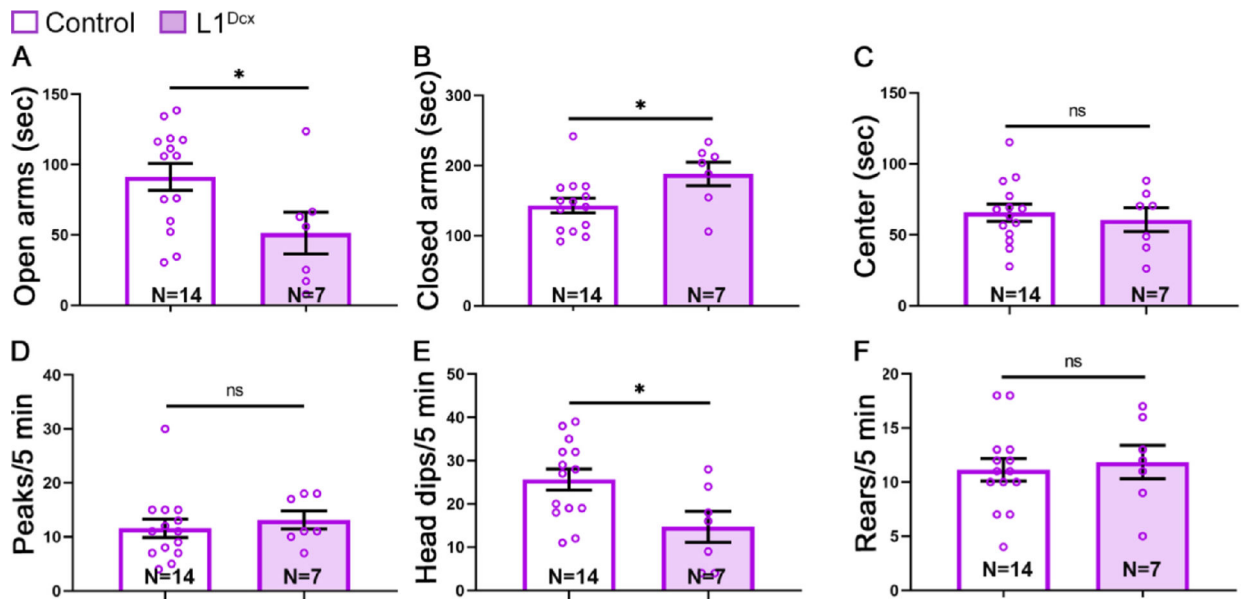 Control L1^Dcx
A
Open arms (sec)
150
100
50
0
*
N=14 N=7
B
Closed arms (sec)
300
200
100
0
*
N=14 N=7
C
Center (sec)
150
100
50
0
ns
N=14 N=7
D
Peaks/5 min
40
30
20
10
0
ns
N=14 N=7
E
Head dips/5 min
50
40
30
20
10
0
*
N=14 N=7
F
Rears/5 min
20
15
10
5
0
ns
N=14 N=7